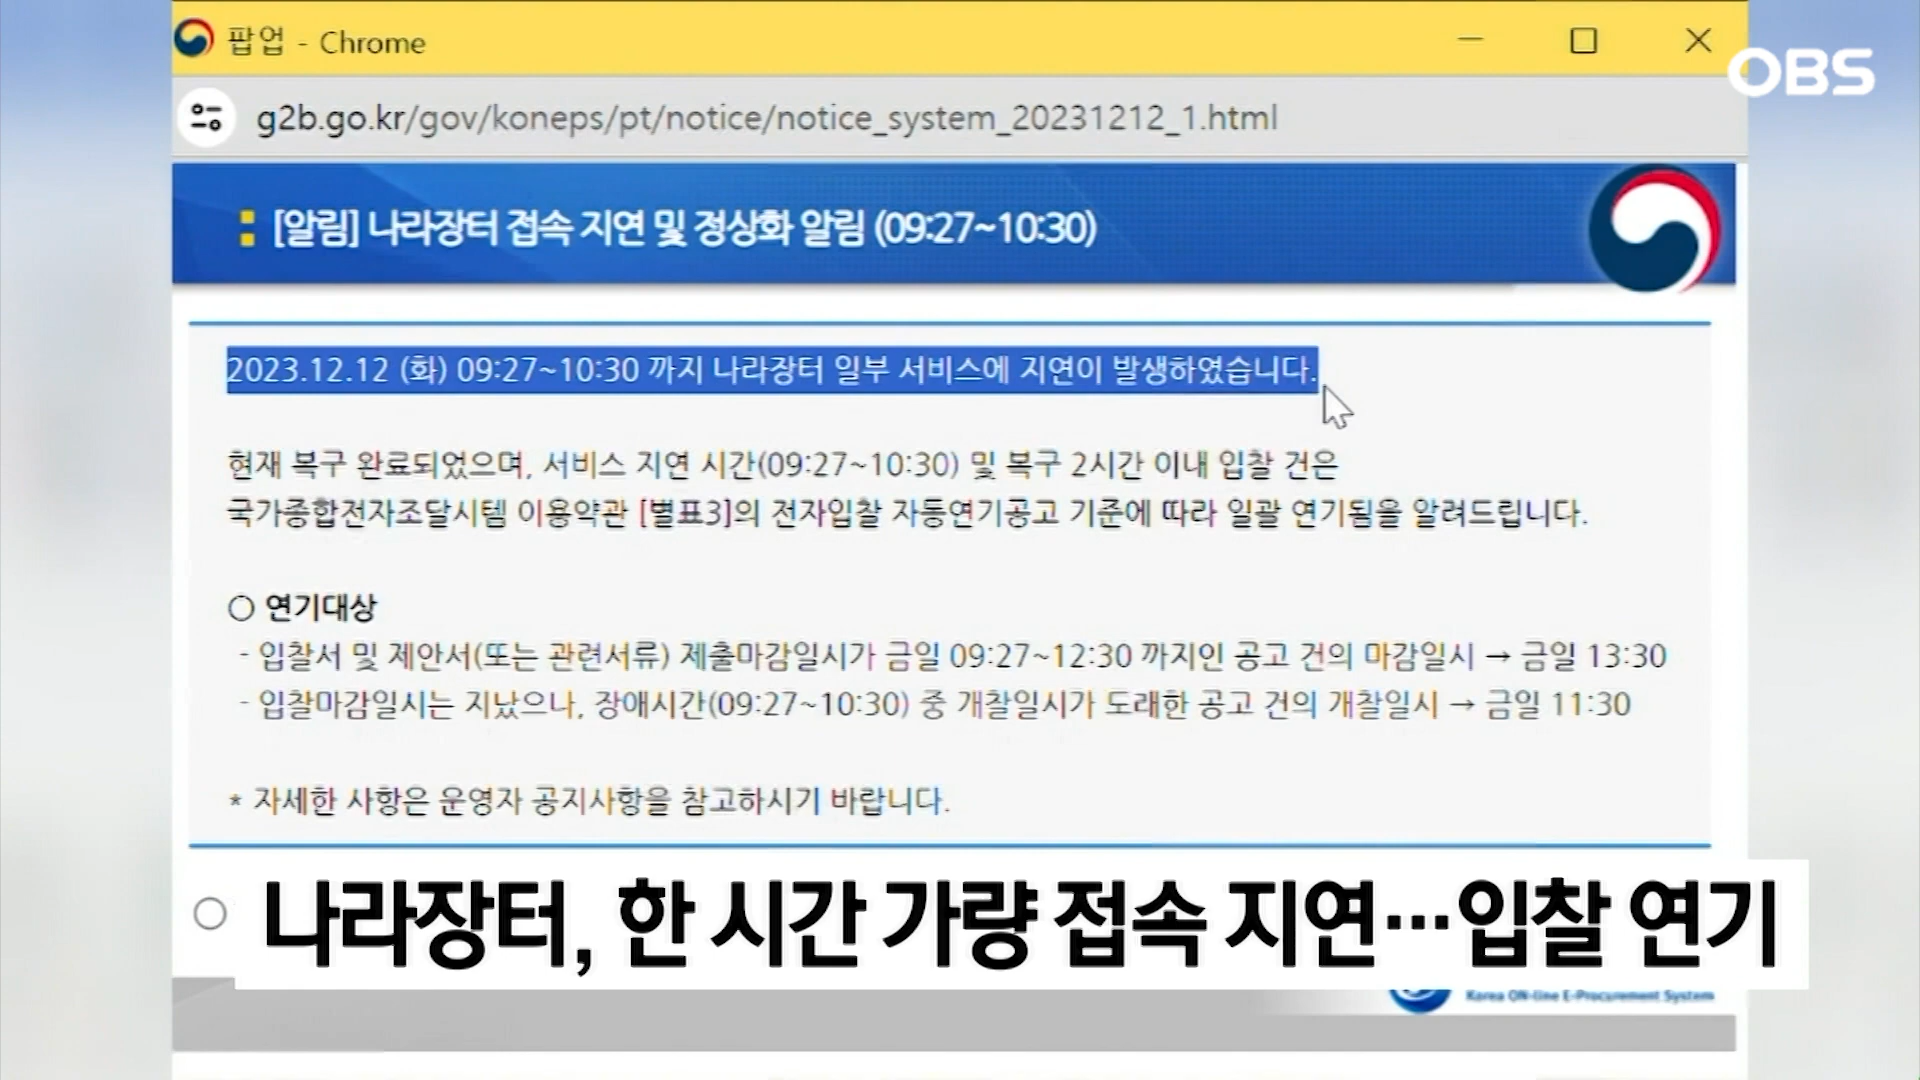 팝업 - Chrome
OBS
g2b.go.kr/gov/koneps/pt/notice/notice_system_20231212_1.html
[알림] 나라장터 접속 지연 및 정상화 알림 (09:27~10:30)
2023.12.12 (화) 09:27~10:30 까지 나라장터 일부 서비스에 지연이 발생하였습니다.
현재 복구 완료되었으며, 서비스 지연 시간(09:27~10:30) 및 복구 2시간 이내 입찰 건은
국가종합전자조달시템 이용약관 [별표3]의 전자입찰 자동연기공고 기준에 따라 일괄 연기됨을 알려드립니다.
○ 연기대상
- 입찰서 및 제안서(또는 관련서류) 제출마감일시가 금일 09:27~12:30 까지인 공고 건의 마감일시 → 금일 13:30
- 입찰마감일시는 지났으나, 장애시간(09:27~10:30) 중 개찰일시가 도래한 공고 건의 개찰일시 → 금일 11:30
* 자세한 사항은 운영자 공지사항을 참고하시기 바랍니다.
나라장터, 한 시간 가량 접속 지연…입찰 연기
Korea ON-line E-Procurement System